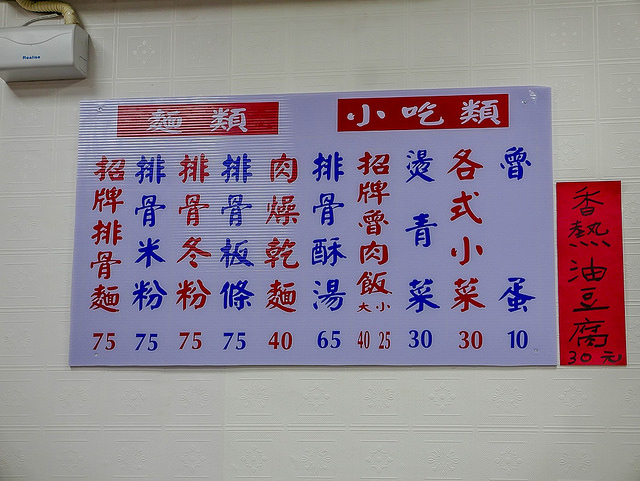 麵類
小吃類
招牌排骨麵 75
排骨米粉 75
排骨冬粉 75
排骨板條 75
肉燥乾麵 40
排骨酥湯 65
招牌魯肉飯 大小 40 25
燙青菜 30
各式小菜 30
魯蛋 10
香熱油豆腐 30元